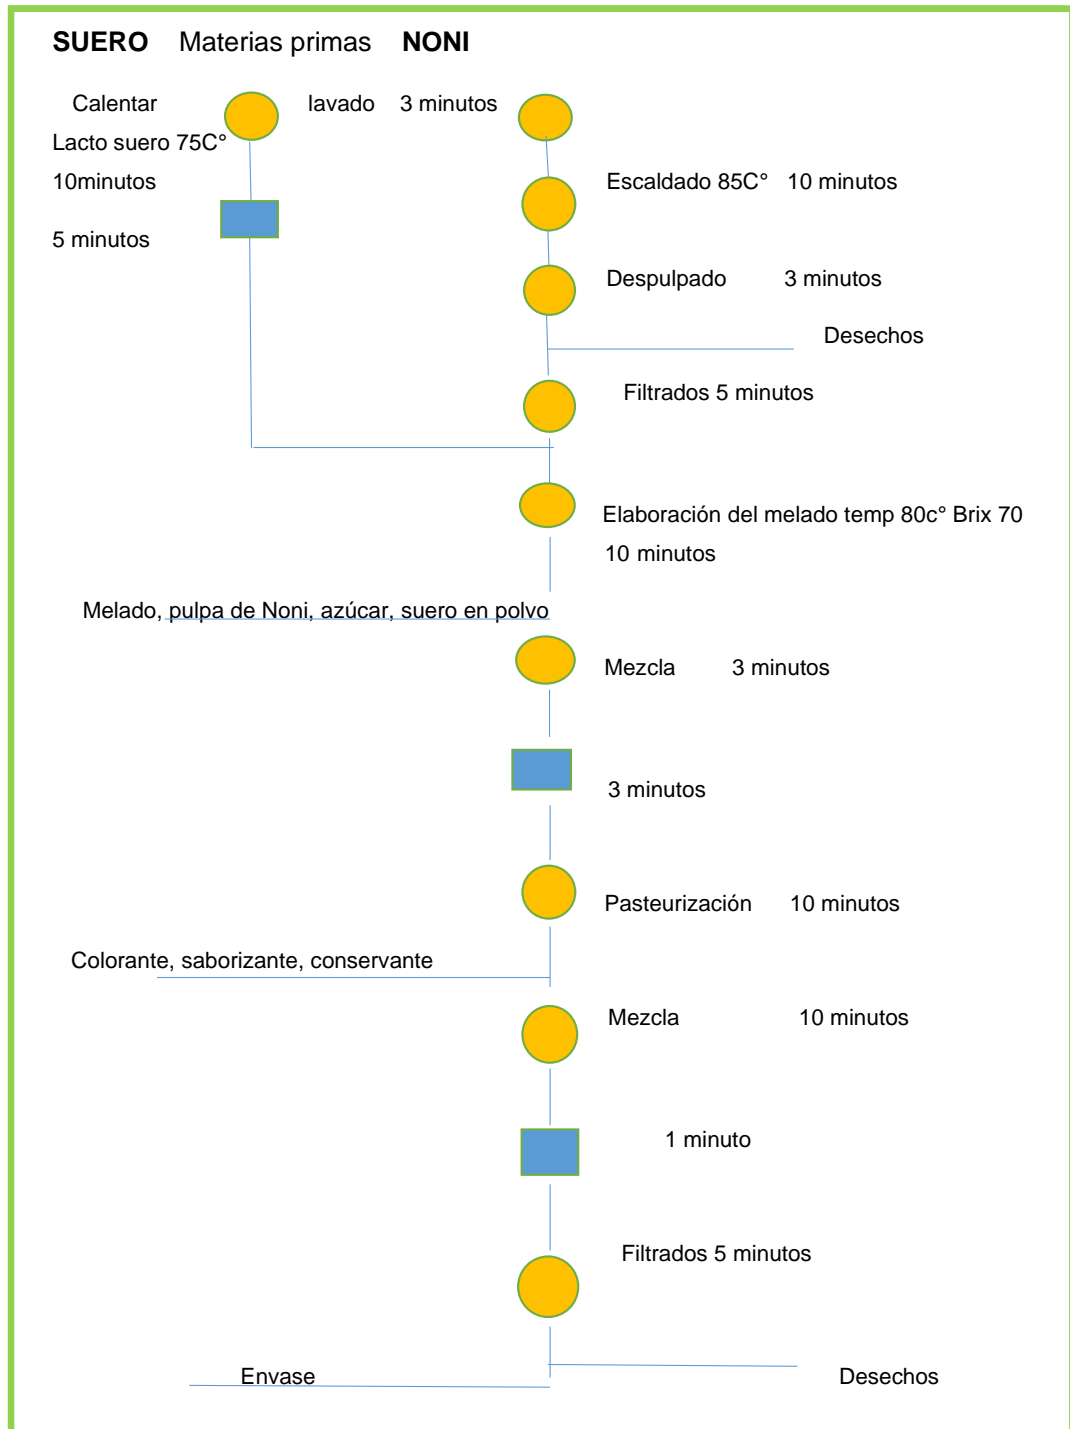 SUERO Materias primas NONI
Calentar lavado 3 minutos
Lacto suero 75C°
10minutos
Escaldado 85C° 10 minutos
5 minutos
Despulpado 3 minutos
Desechos
Filtrados 5 minutos
Elaboración del melado temp 80c° Brix 70
10 minutos
Melado, pulpa de Noni, azúcar, suero en polvo
Mezcla 3 minutos
3 minutos
Pasteurización 10 minutos
Colorante, saborizante, conservante
Mezcla 10 minutos
1 minuto
Filtrados 5 minutos
Envase Desechos